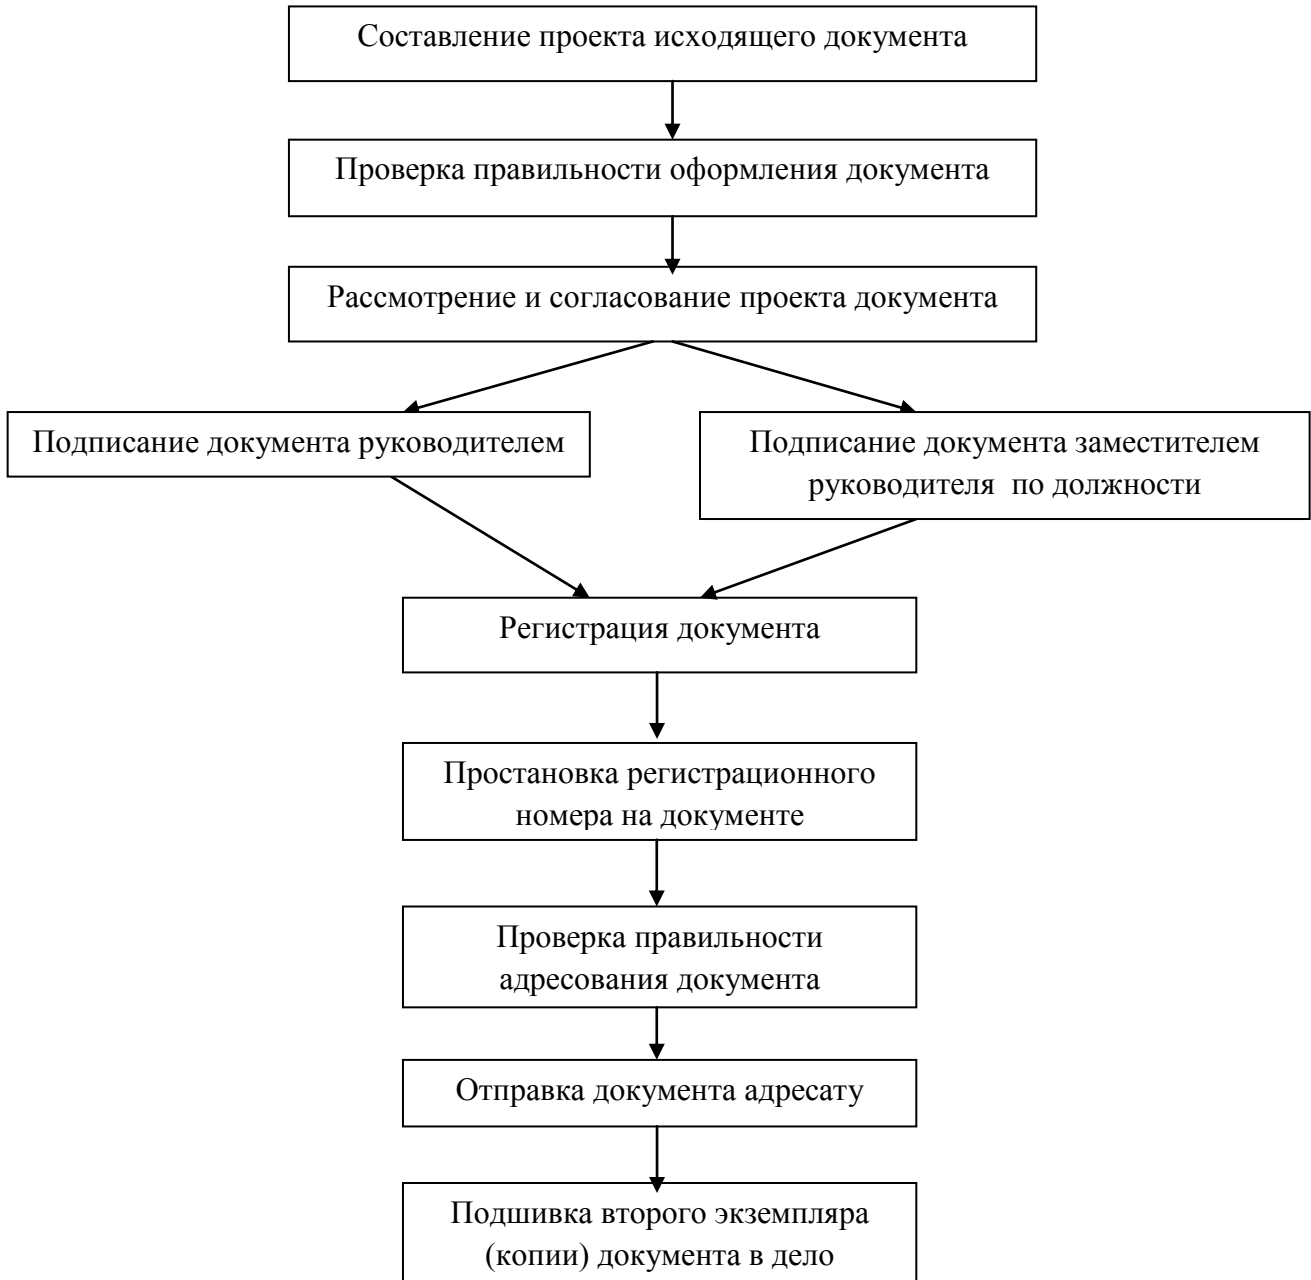 Составление проекта исходящего документа
Проверка правильности оформления документа
Рассмотрение и согласование проекта документа
Подписание документа руководителем
Подписание документа заместителем
руководителя по должности
Регистрация документа
Простановка регистрационного
номера на документе
Проверка правильности
адресования документа
Отправка документа адресату
Подшивка второго экземпляра
(копии) документа в дело